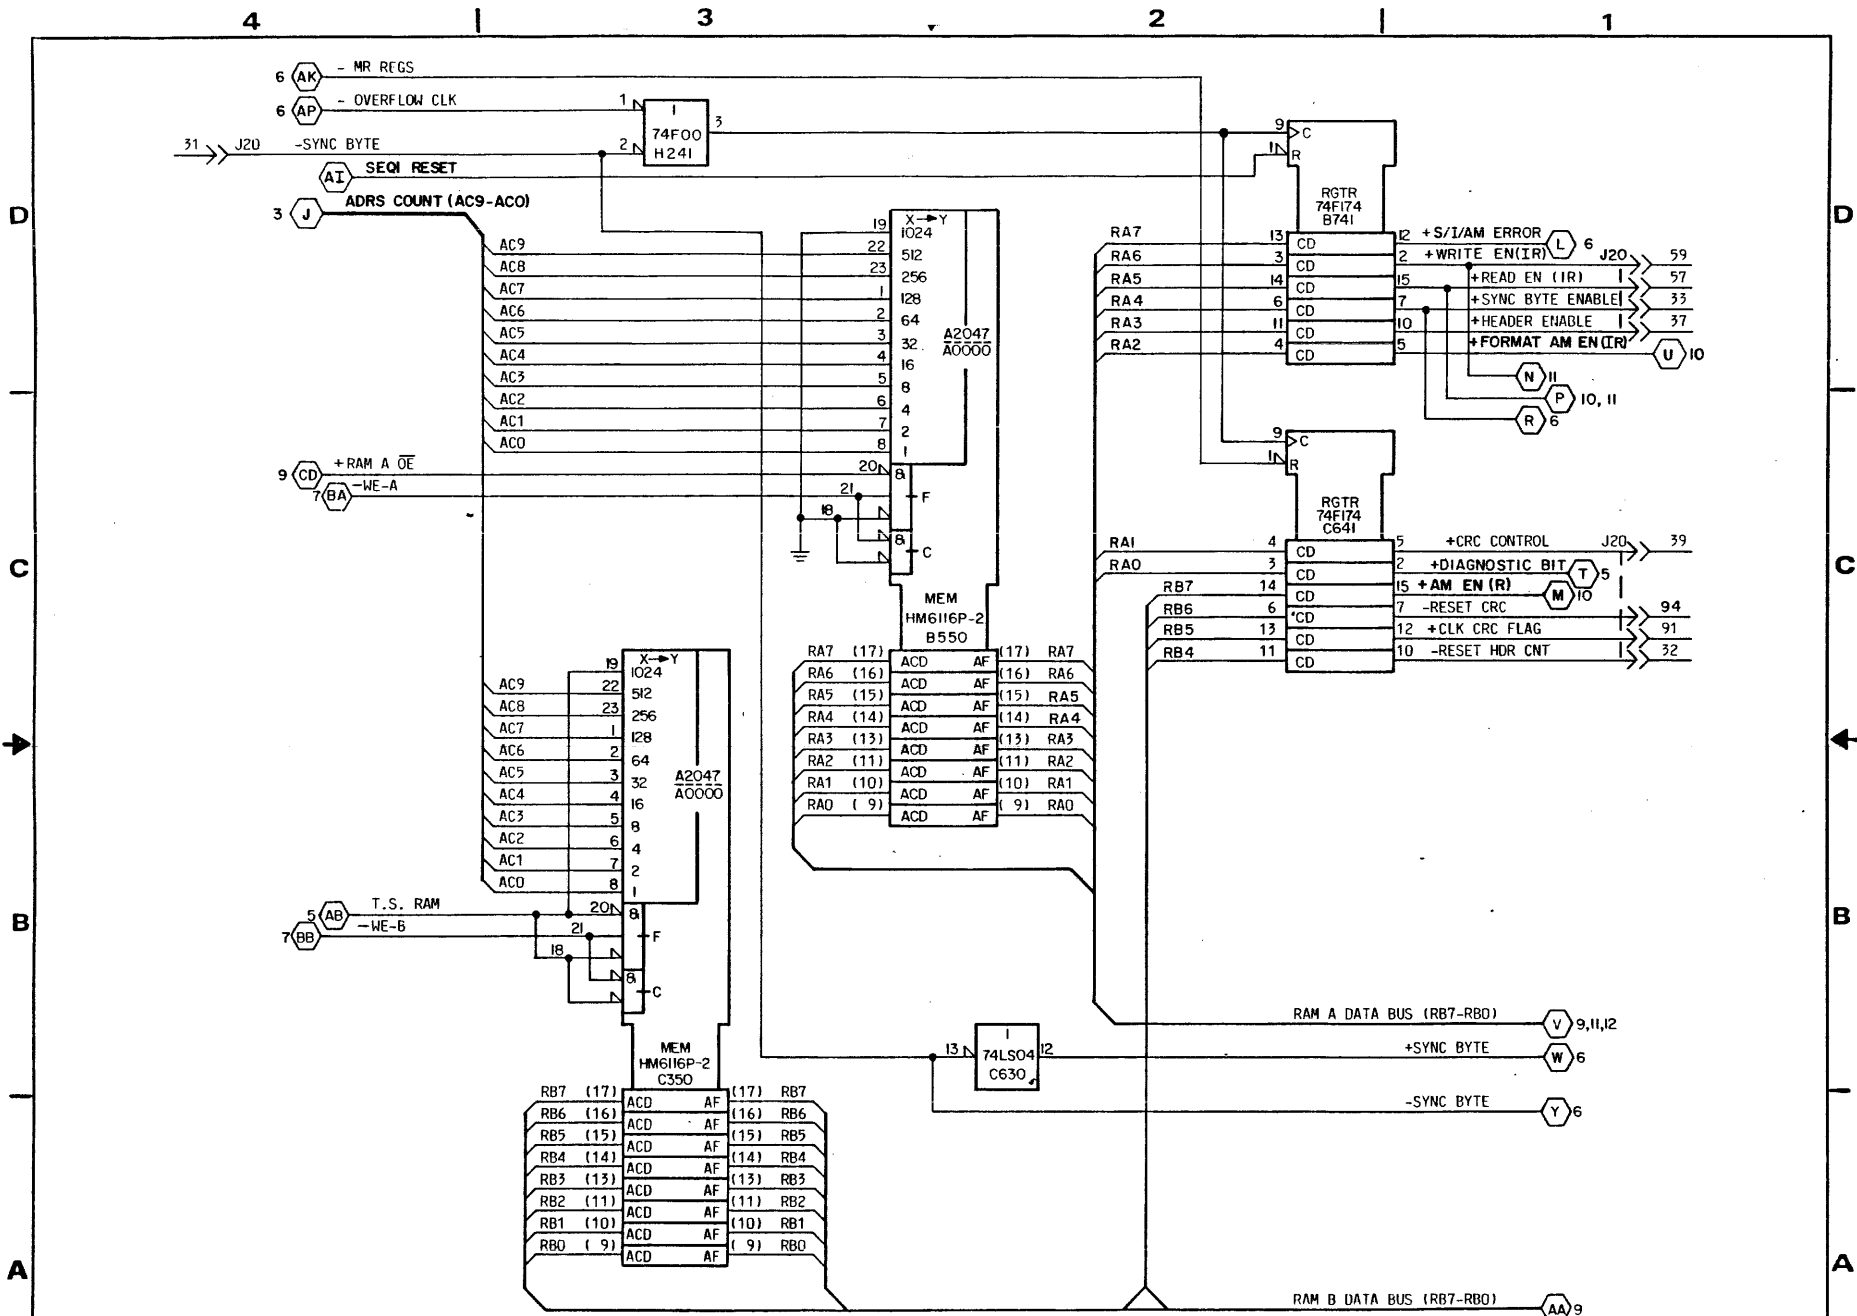 4 3 2 1
6 AK - MR REGS
6 AP - OVERFLOW CLK
31 J20 -SYNC BYTE
1 2 3
1
74F00
H241
AI SEQI RESET
3 J ADRS COUNT (AC9-AC0)
D D
AC9 22 512
AC8 23 256
AC7 1 128
AC6 2 64
AC5 3 32
AC4 4 16
AC3 5 8
AC2 6 4
AC1 7 2
AC0 8 1
X→Y
19 1024
A2047
A0000
9 CD +RAM A OE 20 &
7 BA -WE-A 21 F
18
& C
MEM
HM6116P-2
B550
RA7 (17) ACD AF (17) RA7
RA6 (16) ACD AF (16) RA6
RA5 (15) ACD AF (15) RA5
RA4 (14) ACD AF (14) RA4
RA3 (13) ACD AF (13) RA3
RA2 (11) ACD AF (11) RA2
RA1 (10) ACD AF (10) RA1
RA0 ( 9) ACD AF ( 9) RA0
9 C
1 R
RGTR
74F174
B741
RA7 13 CD 12 +S/I/AM ERROR L 6
RA6 3 CD 2 +WRITE EN(IR) J20 59
RA5 14 CD 15 +READ EN (IR) 57
RA4 6 CD 7 +SYNC BYTE ENABLE 33
RA3 11 CD 10 +HEADER ENABLE 37
RA2 4 CD 5 +FORMAT AM EN(IR) U 10
N 11
P 10, 11
R 6
9 C
1 R
RGTR
74F174
C641
RA1 4 CD 5 +CRC CONTROL J20 39
RA0 3 CD 2 +DIAGNOSTIC BIT T 5
RB7 14 CD 15 +AM EN (R) M 10
RB6 6 CD 7 -RESET CRC 94
RB5 13 CD 12 +CLK CRC FLAG 91
RB4 11 CD 10 -RESET HDR CNT 32
C C
X→Y
19 1024
AC9 22 512
AC8 23 256
AC7 1 128
AC6 2 64
AC5 3 32
AC4 4 16
AC3 5 8
AC2 6 4
AC1 7 2
AC0 8 1
A2047
A0000
B B
5 AB T.S. RAM 20 &
7 BB -WE-B 21 F
18
& C
MEM
HM6116P-2
C350
RB7 (17) ACD AF (17) RB7
RB6 (16) ACD AF (16) RB6
RB5 (15) ACD AF (15) RB5
RB4 (14) ACD AF (14) RB4
RB3 (13) ACD AF (13) RB3
RB2 (11) ACD AF (11) RB2
RB1 (10) ACD AF (10) RB1
RB0 ( 9) ACD AF ( 9) RB0
RAM A DATA BUS (RB7-RB0) V 9,11,12
13 1 12
74LS04
C630
+SYNC BYTE W 6
-SYNC BYTE Y 6
A A
RAM B DATA BUS (RB7-RB0) AA 9